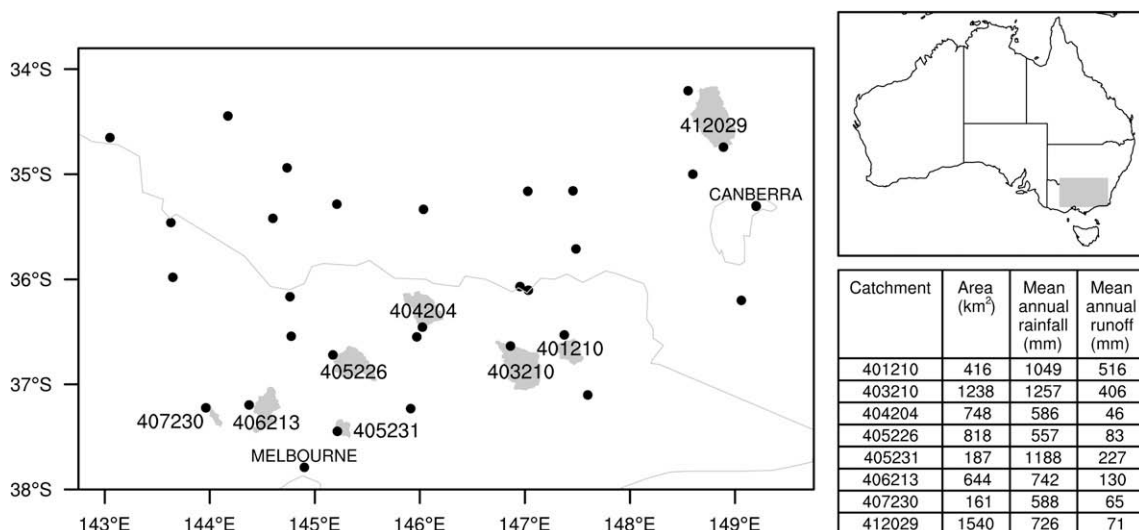 34°S
35°S
36°S
37°S
38°S
143°E
144°E
145°E
146°E
147°E
148°E
149°E
412029
CANBERRA
404204
401210
403210
405226
407230
406213
405231
MELBOURNE
Catchment Area Mean Mean
(km²) annual annual
rainfall runoff
(mm) (mm)
401210 416 1049 516
403210 1238 1257 406
404204 748 586 46
405226 818 557 83
405231 187 1188 227
406213 644 742 130
407230 161 588 65
412029 1540 726 71